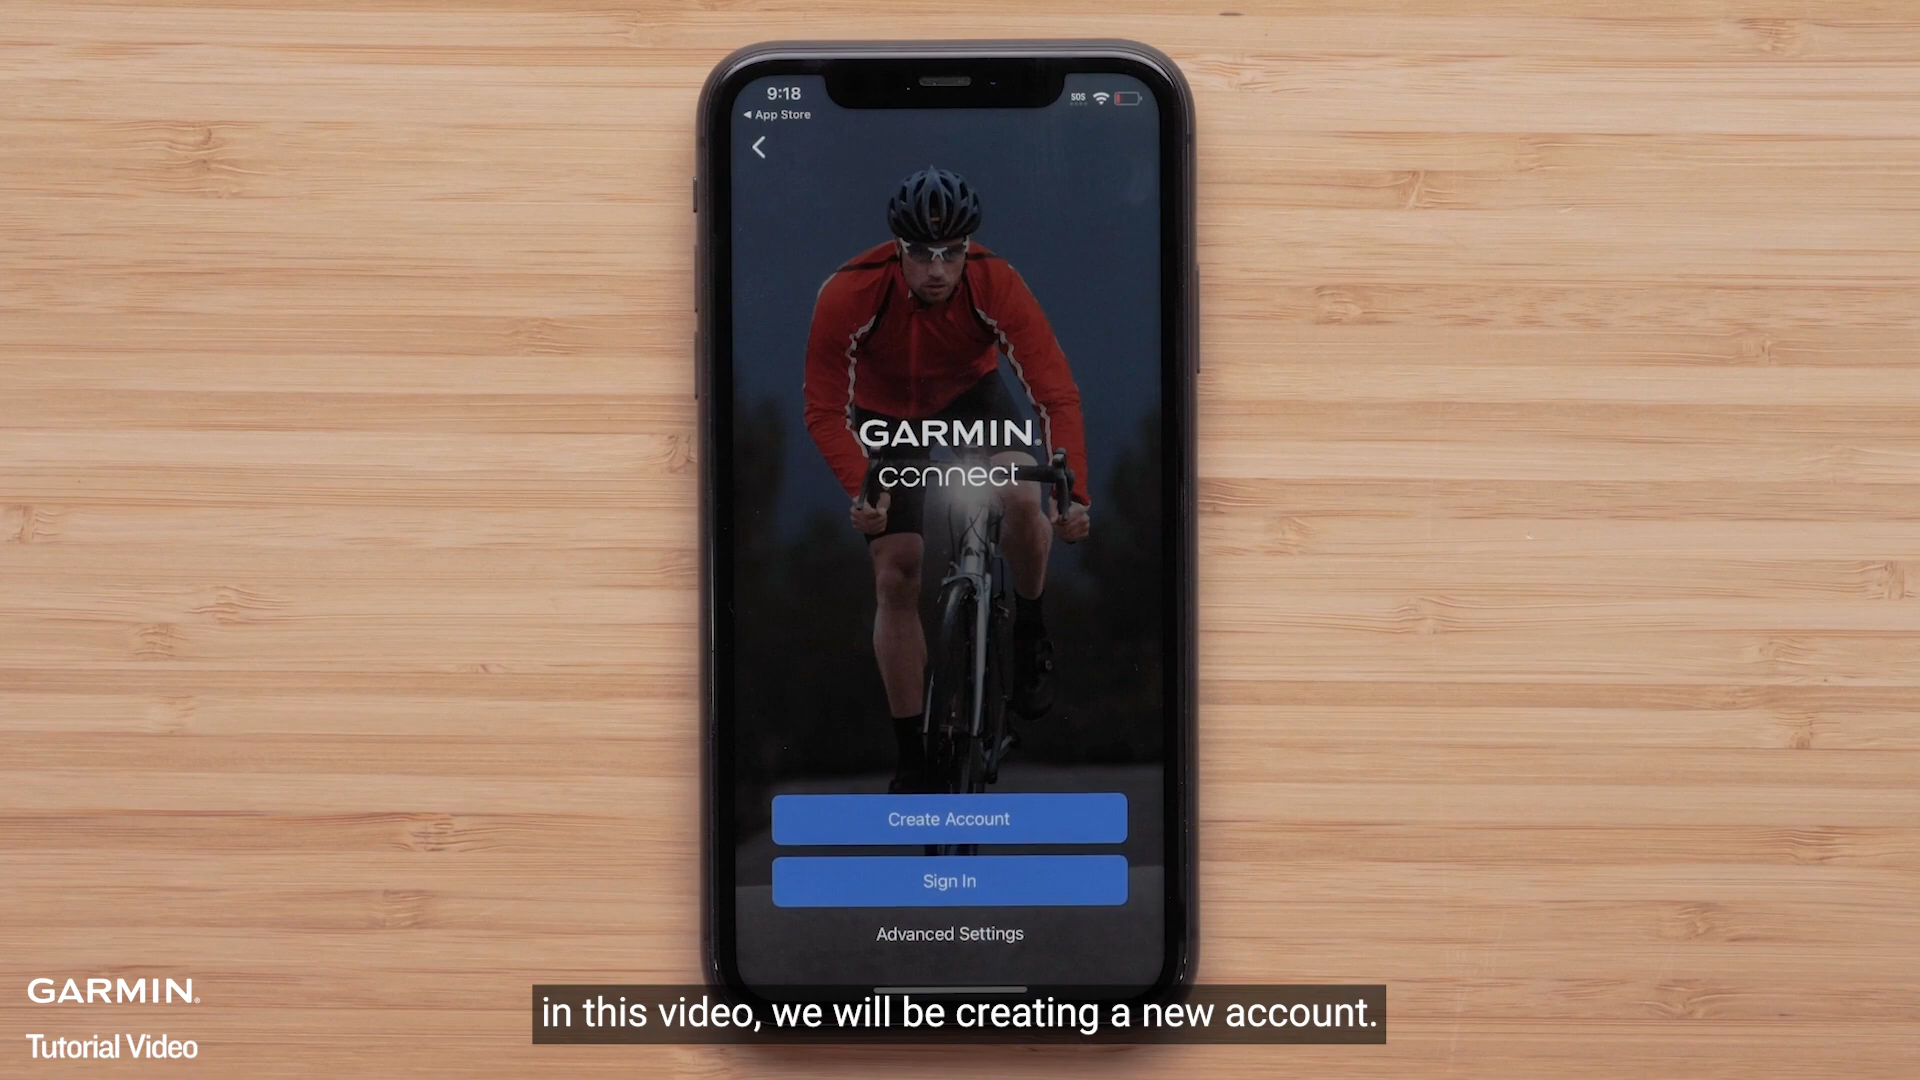 9:18
SOS
◀ App Store
GARMIN®
connect
Create Account
Sign In
Advanced Settings
in this video, we will be creating a new account.
GARMIN®
Tutorial Video